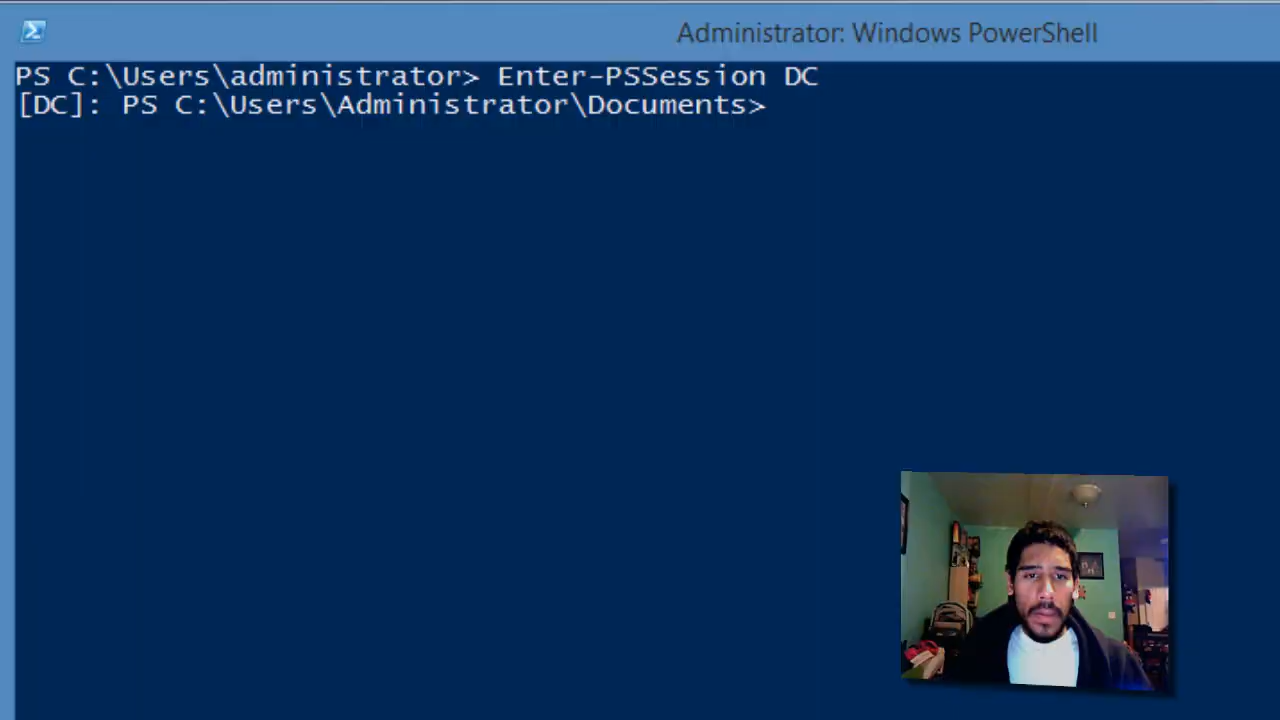 Administrator: Windows PowerShell
PS C:\Users\administrator> Enter-PSSession DC
[DC]: PS C:\Users\Administrator\Documents>